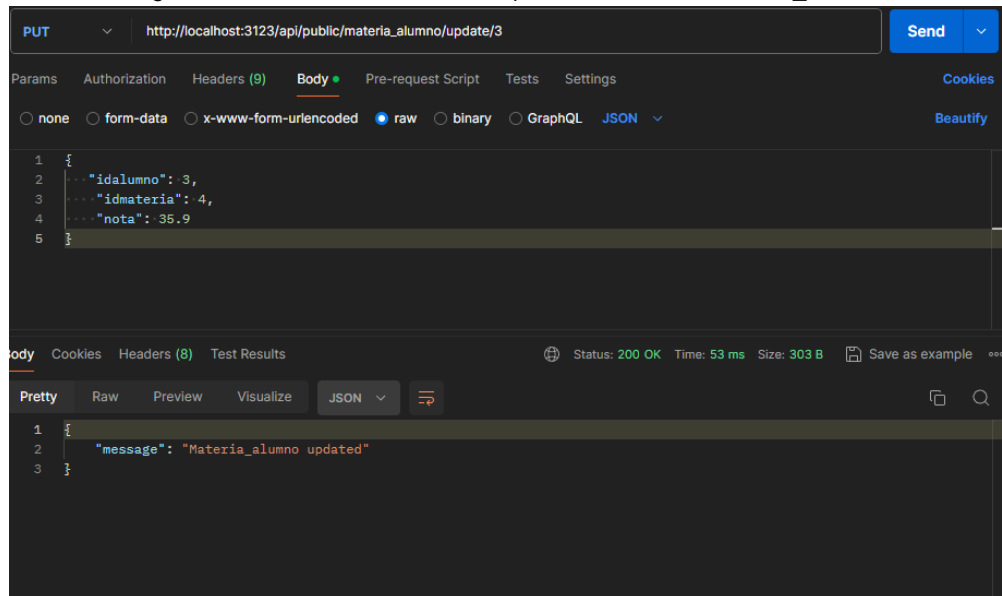 PUT http://localhost:3123/api/public/materia_alumno/update/3 Send
Params Authorization Headers (9) Body Pre-request Script Tests Settings Cookies
none form-data x-www-form-urlencoded raw binary GraphQL JSON Beautify
1 {
2 "idalumno": 3,
3 "idmateria": 4,
4 "nota": 35.9
5 }
Body Cookies Headers (8) Test Results Status: 200 OK Time: 53 ms Size: 303 B Save as example
Pretty Raw Preview Visualize JSON
1 {
2 "message": "Materia_alumno updated"
3 }